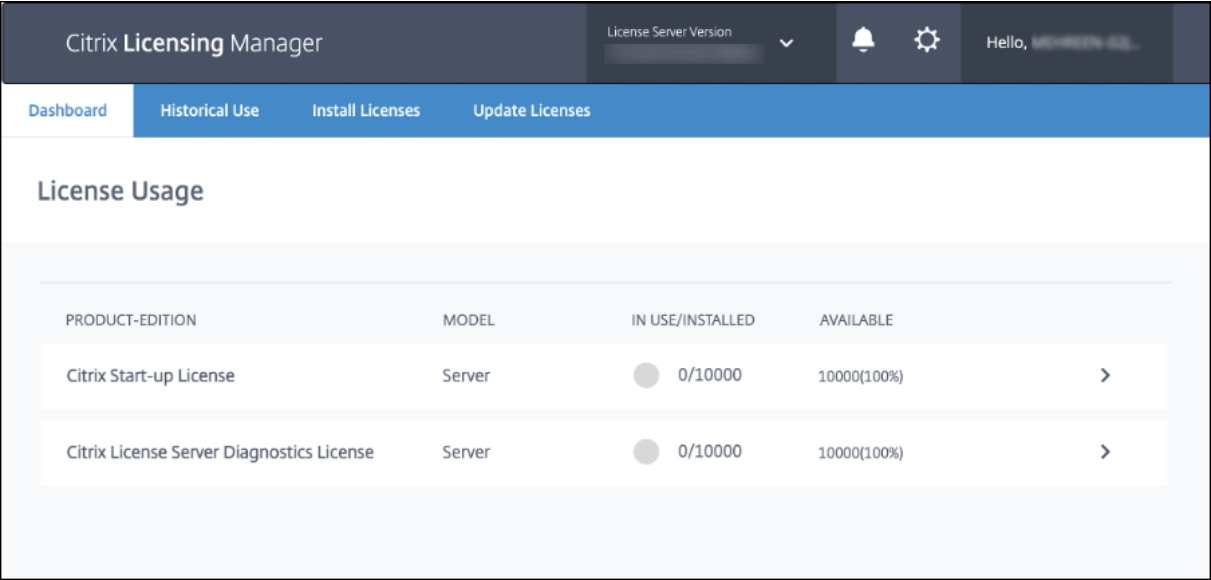 Citrix Licensing Manager
License Server Version
Hello,
Dashboard Historical Use Install Licenses Update Licenses
License Usage
PRODUCT-EDITION MODEL IN USE/INSTALLED AVAILABLE
Citrix Start-up License Server 0/10000 10000(100%)
Citrix License Server Diagnostics License Server 0/10000 10000(100%)